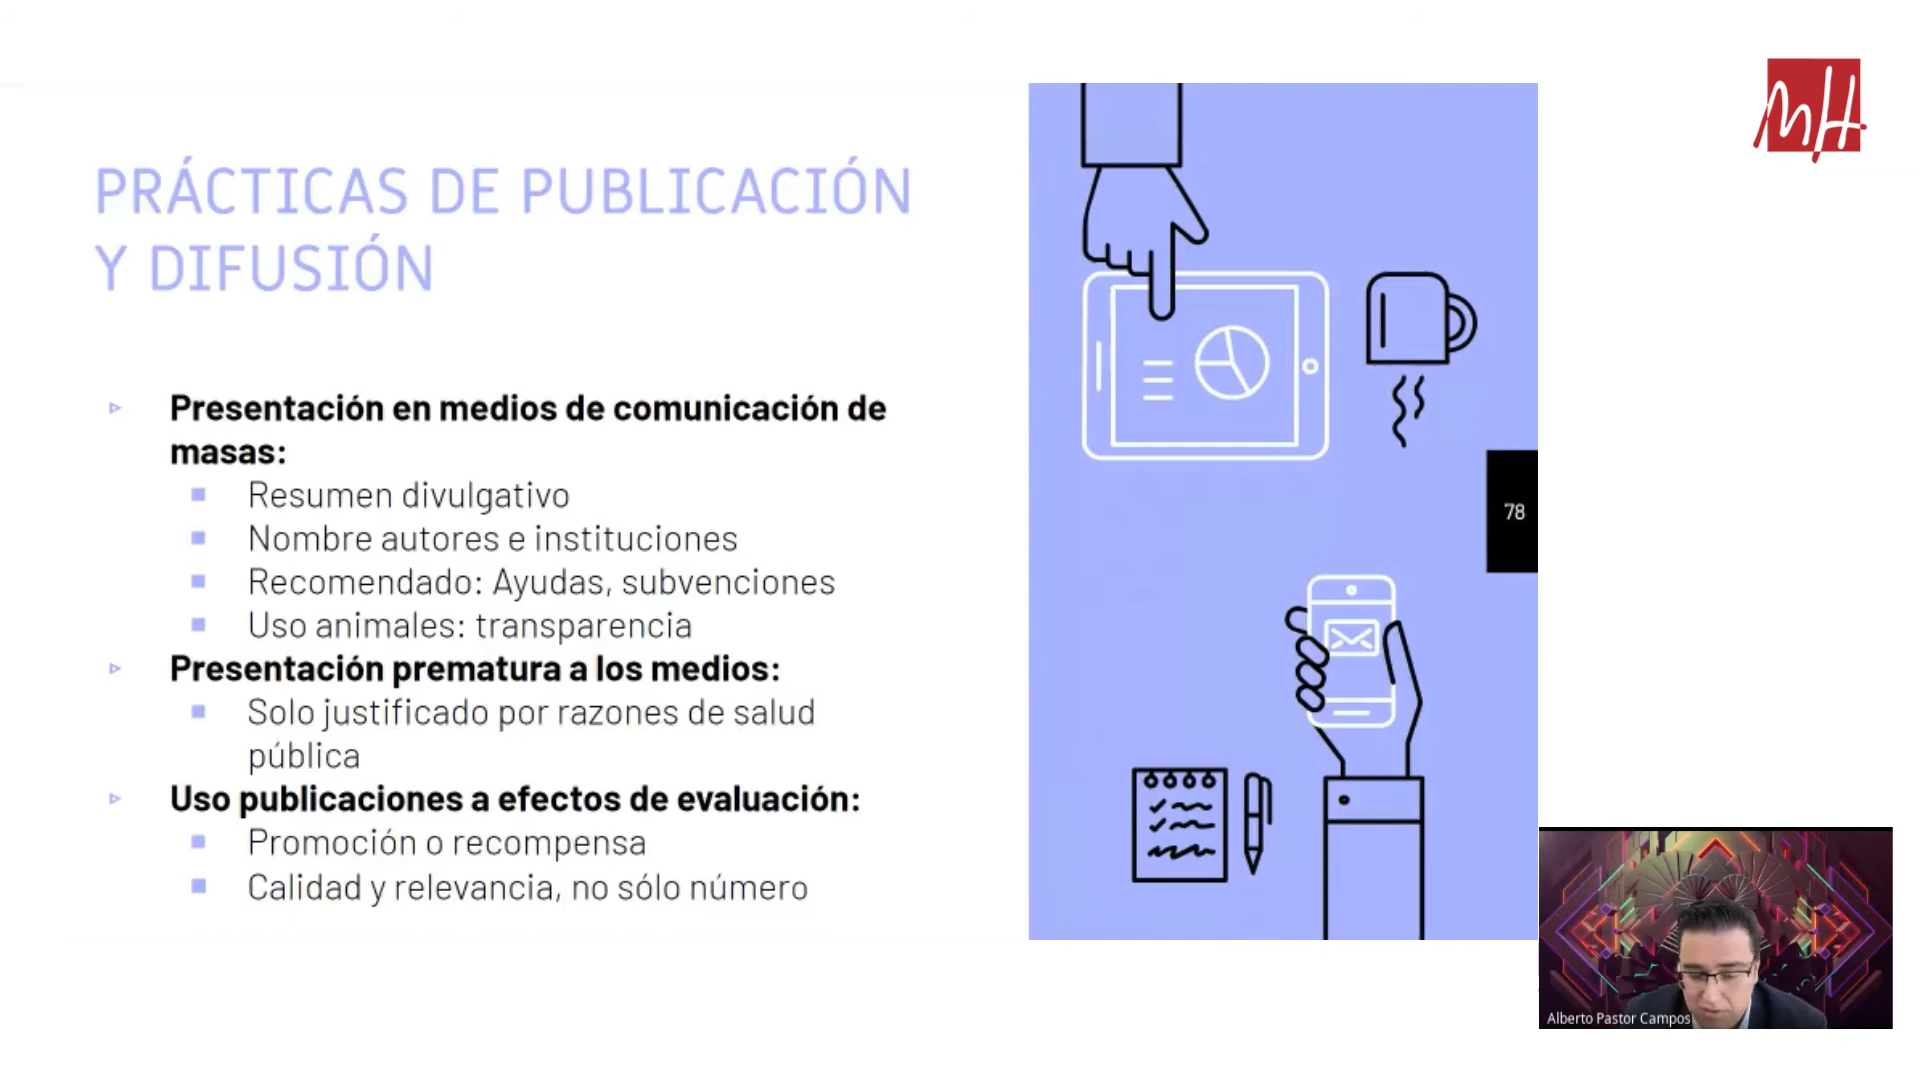 MH
PRÁCTICAS DE PUBLICACIÓN
Y DIFUSIÓN
Presentación en medios de comunicación de
masas:
Resumen divulgativo
Nombre autores e instituciones
Recomendado: Ayudas, subvenciones
Uso animales: transparencia
Presentación prematura a los medios:
Solo justificado por razones de salud
pública
Uso publicaciones a efectos de evaluación:
Promoción o recompensa
Calidad y relevancia, no sólo número
78
Alberto Pastor Campos